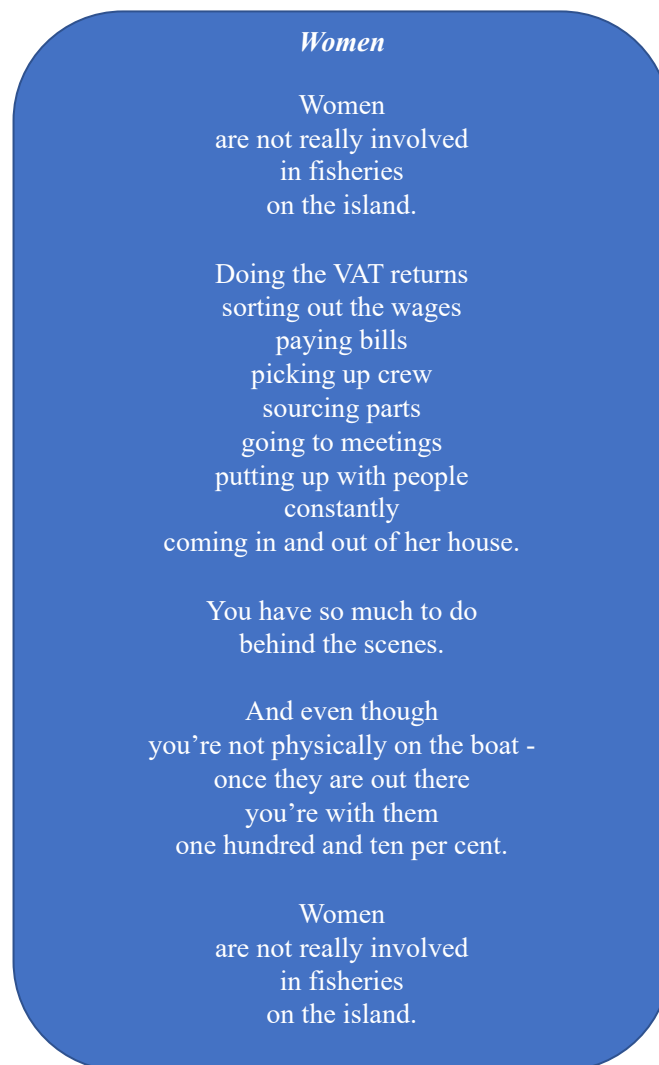 Women
Women
are not really involved
in fisheries
on the island.
Doing the VAT returns
sorting out the wages
paying bills
picking up crew
sourcing parts
going to meetings
putting up with people
constantly
coming in and out of her house.
You have so much to do
behind the scenes.
And even though
you’re not physically on the boat -
once they are out there
you’re with them
one hundred and ten per cent.
Women
are not really involved
in fisheries
on the island.